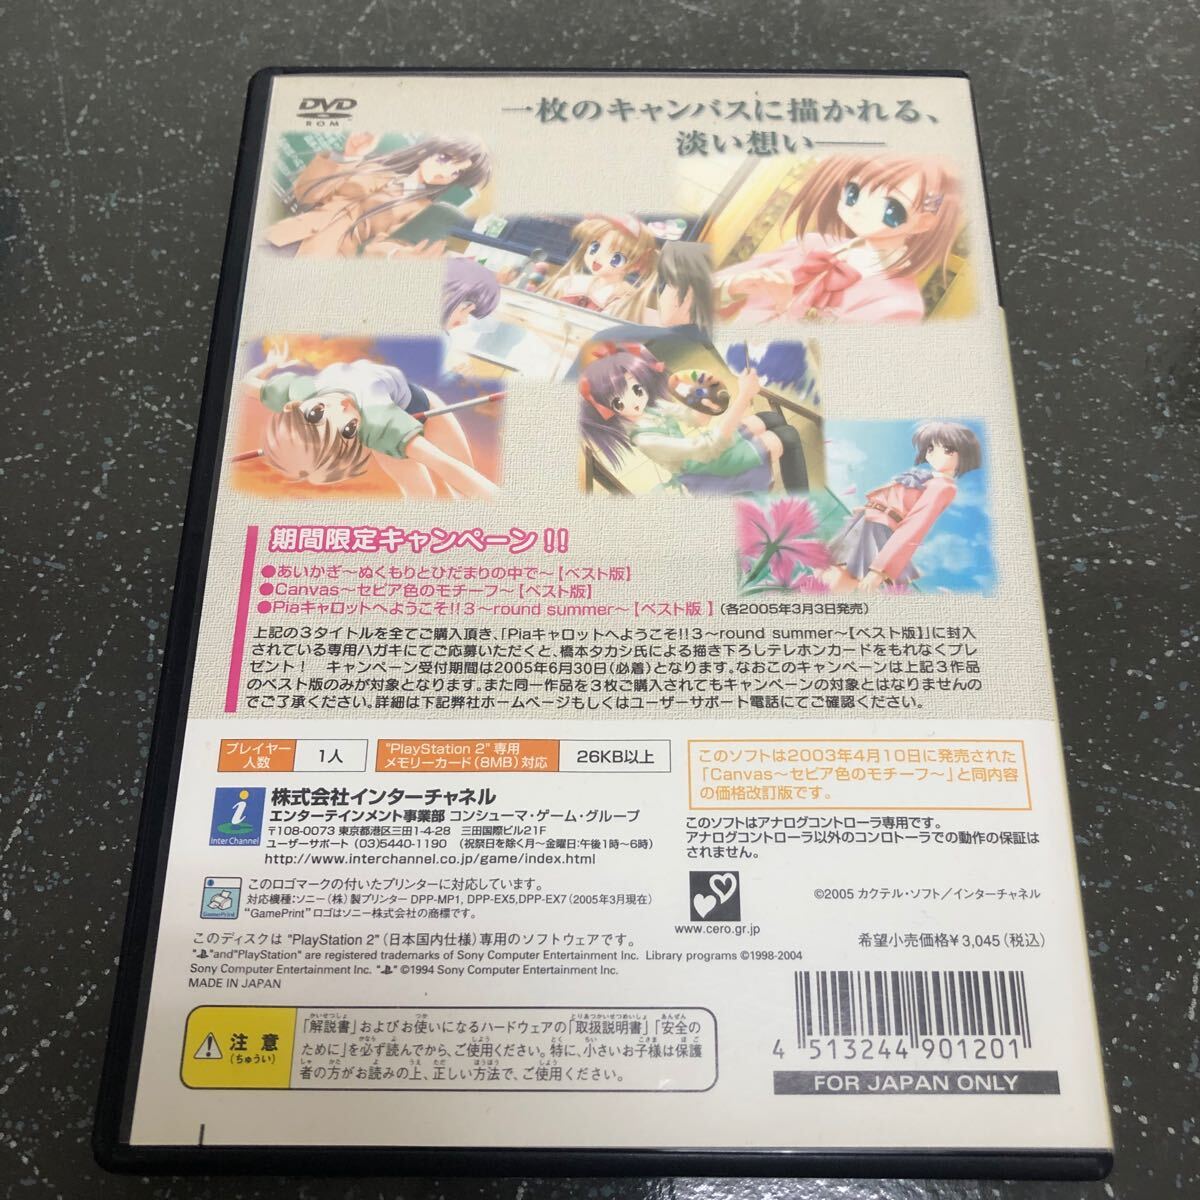 DVD
ROM
一枚のキャンバスに描かれる、
淡い想い――
期間限定キャンペーン!!
●あいかぎ～ぬくもりとひだまりの中で～【ベスト版】
●Canvas～セピア色のモチーフ～【ベスト版】
●Piaキャロットへようこそ!!3～round summer～【ベスト版】(各2005年3月3日発売)
上記の3タイトルを全てご購入頂き、「Piaキャロットへようこそ!!3～round summer～【ベスト版】」に封入
されている専用ハガキにてご応募いただくと、橋本タカシ氏による描き下ろしテレホンカードをもれなくプレ
ゼント! キャンペーン受付期間は2005年6月30日(必着)となります。なおこのキャンペーンは上記3作品
のベスト版のみが対象となります。また同一作品を3枚ご購入されてもキャンペーンの対象とはなりませんの
でご了承ください。詳細は下記弊社ホームページもしくはユーザーサポート電話にてご確認ください。
プレイヤー
人数
1人
"PlayStation 2"専用
メモリーカード(8MB)対応
26KB以上
このソフトは2003年4月10日に発売された
「Canvas～セピア色のモチーフ～」と同内容
の価格改訂版です。
Inter Channel
株式会社インターチャネル
エンターテインメント事業部 コンシューマ・ゲーム・グループ
〒108-0073 東京都港区三田1-4-28 三田国際ビル21F
ユーザーサポート (03)5440-1190 (祝祭日を除く月～金曜日:午後1時～6時)
http://www.interchannel.co.jp/game/index.html
このソフトはアナログコントローラ専用です。
アナログコントローラ以外のコンロトーラでの動作の保証は
されません。
GamePrint
このロゴマークの付いたプリンターに対応しています。
対応機種:ソニー(株)製プリンター DPP-MP1, DPP-EX5,DPP-EX7(2005年3月現在)
"GamePrint"ロゴはソニー株式会社の商標です。
www.cero.gr.jp
©2005 カクテル・ソフト/インターチャネル
このディスクは "PlayStation 2"(日本国内仕様)専用のソフトウェアです。
希望小売価格¥3,045(税込)
" "and"PlayStation" are registered trademarks of Sony Computer Entertainment Inc. Library programs ©1998-2004
Sony Computer Entertainment Inc. " " ©1994 Sony Computer Entertainment Inc.
MADE IN JAPAN
注意
(ちゅうい)
「解説書」およびお使いになるハードウェアの「取扱説明書」「安全の
ために」を必ず読んでから、ご使用ください。特に、小さいお子様は保護
者の方がお読みの上、正しい方法で、ご使用ください。
4 513244 901201
FOR JAPAN ONLY